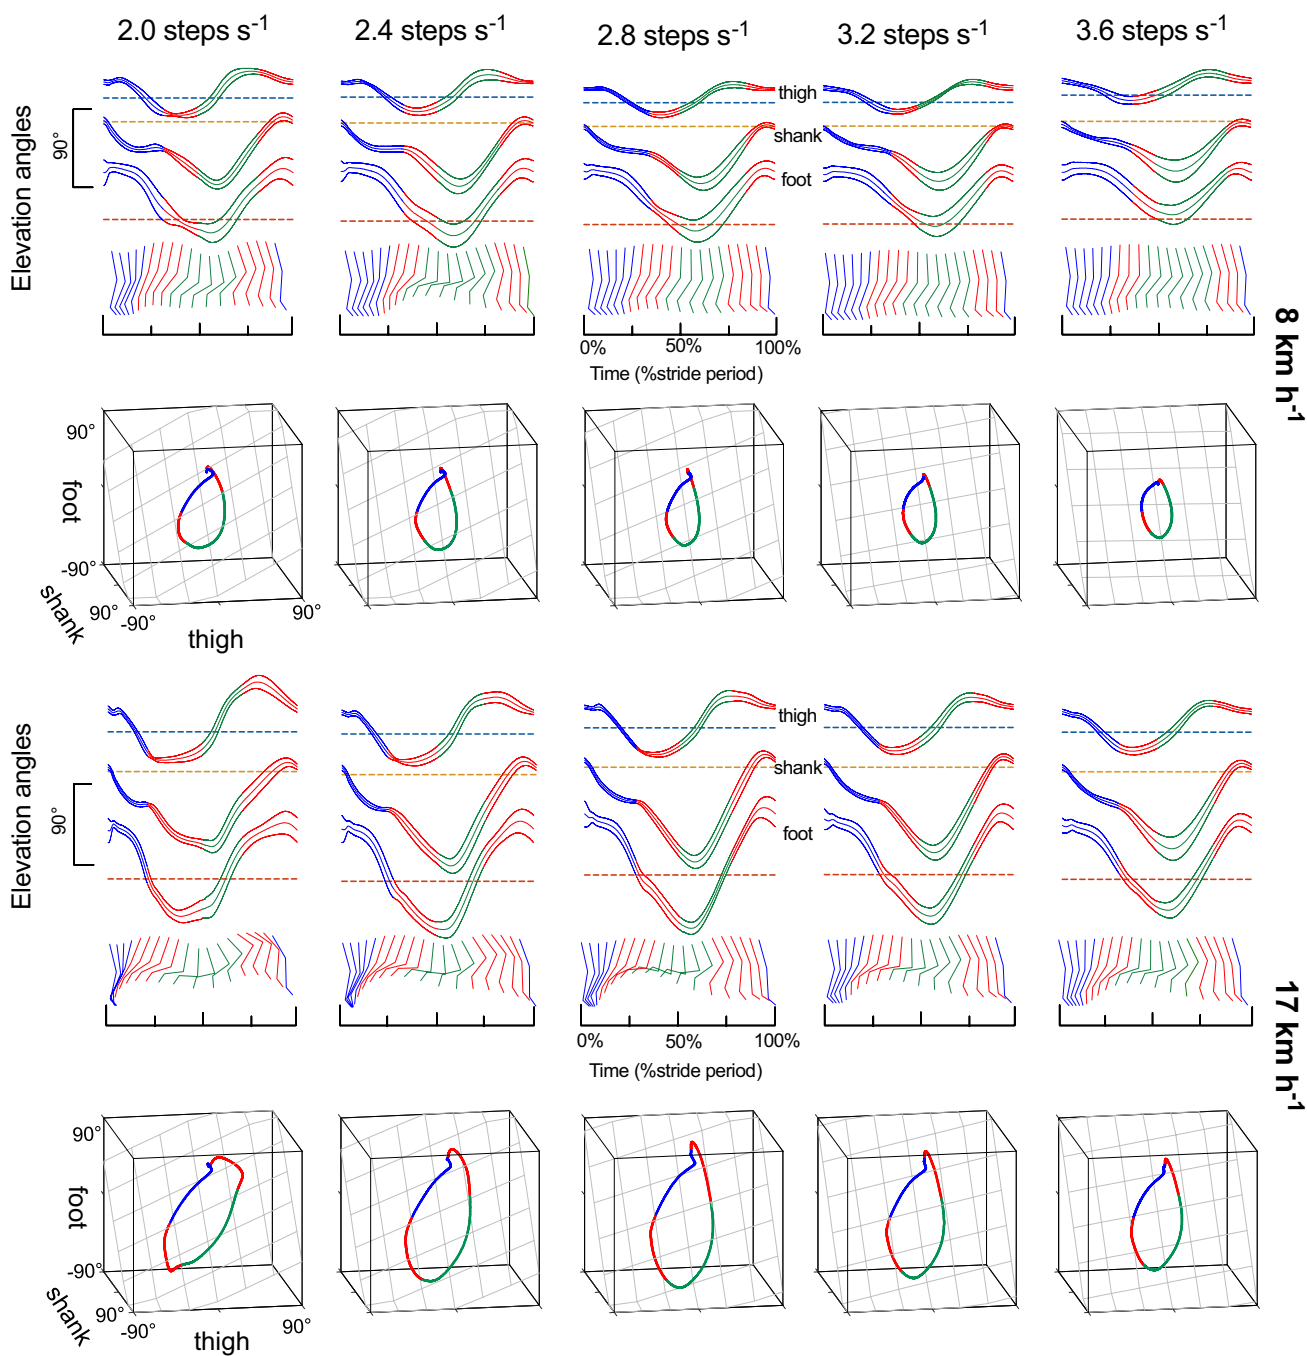 2.0 steps s-1
2.4 steps s-1
2.8 steps s-1
3.2 steps s-1
3.6 steps s-1
Elevation angles
90°
thigh
shank
foot
8 km h-1
0%
50%
100%
Time (%stride period)
90°
foot
-90°
shank
90°
-90°
thigh
90°
Elevation angles
90°
thigh
shank
foot
17 km h-1
0%
50%
100%
Time (%stride period)
90°
foot
-90°
shank
90°
-90°
thigh
90°